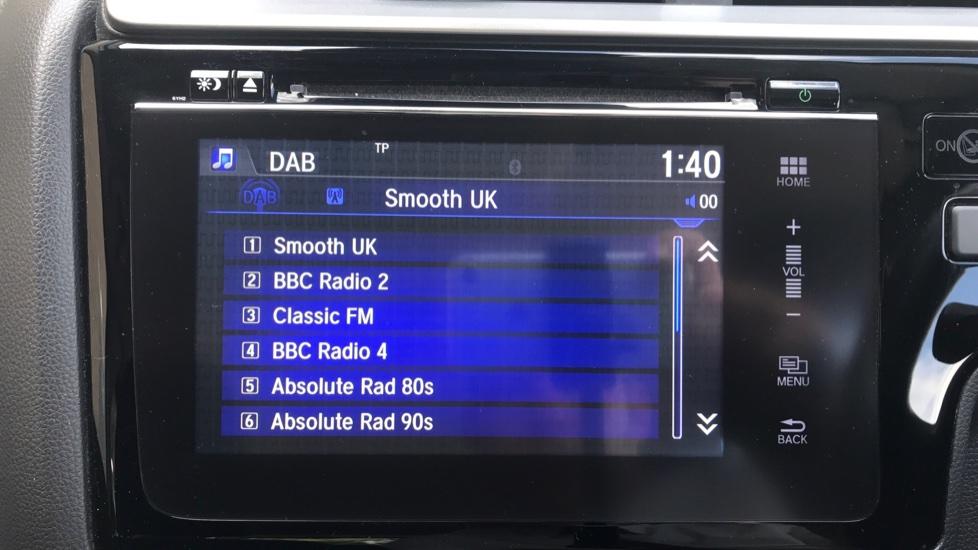 TP
DAB
1:40
DAB
Smooth UK
00
1 Smooth UK
2 BBC Radio 2
3 Classic FM
4 BBC Radio 4
5 Absolute Rad 80s
6 Absolute Rad 90s
HOME
+
VOL
−
MENU
BACK
ON